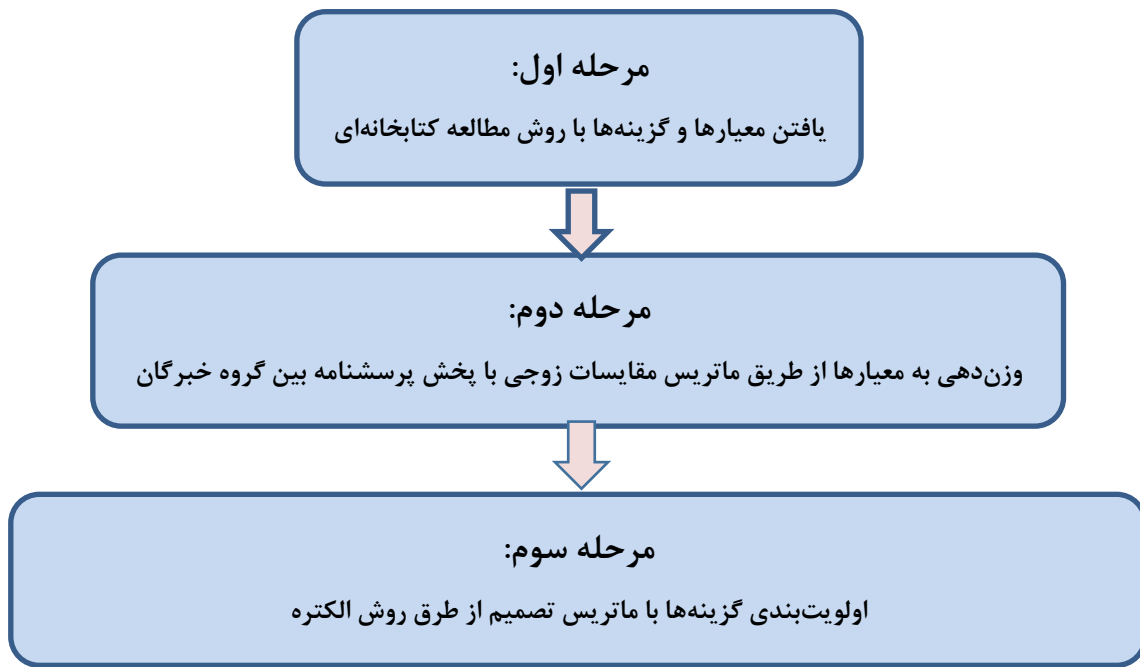 مرحله اول:
یافتن معیارها و گزینه‌ها با روش مطالعه کتابخانه‌ای
مرحله دوم:
وزن‌دهی به معیارها از طریق ماتریس مقایسات زوجی با پخش پرسشنامه بین گروه خبرگان
مرحله سوم:
اولویت‌بندی گزینه‌ها با ماتریس تصمیم از طرق روش الکتره